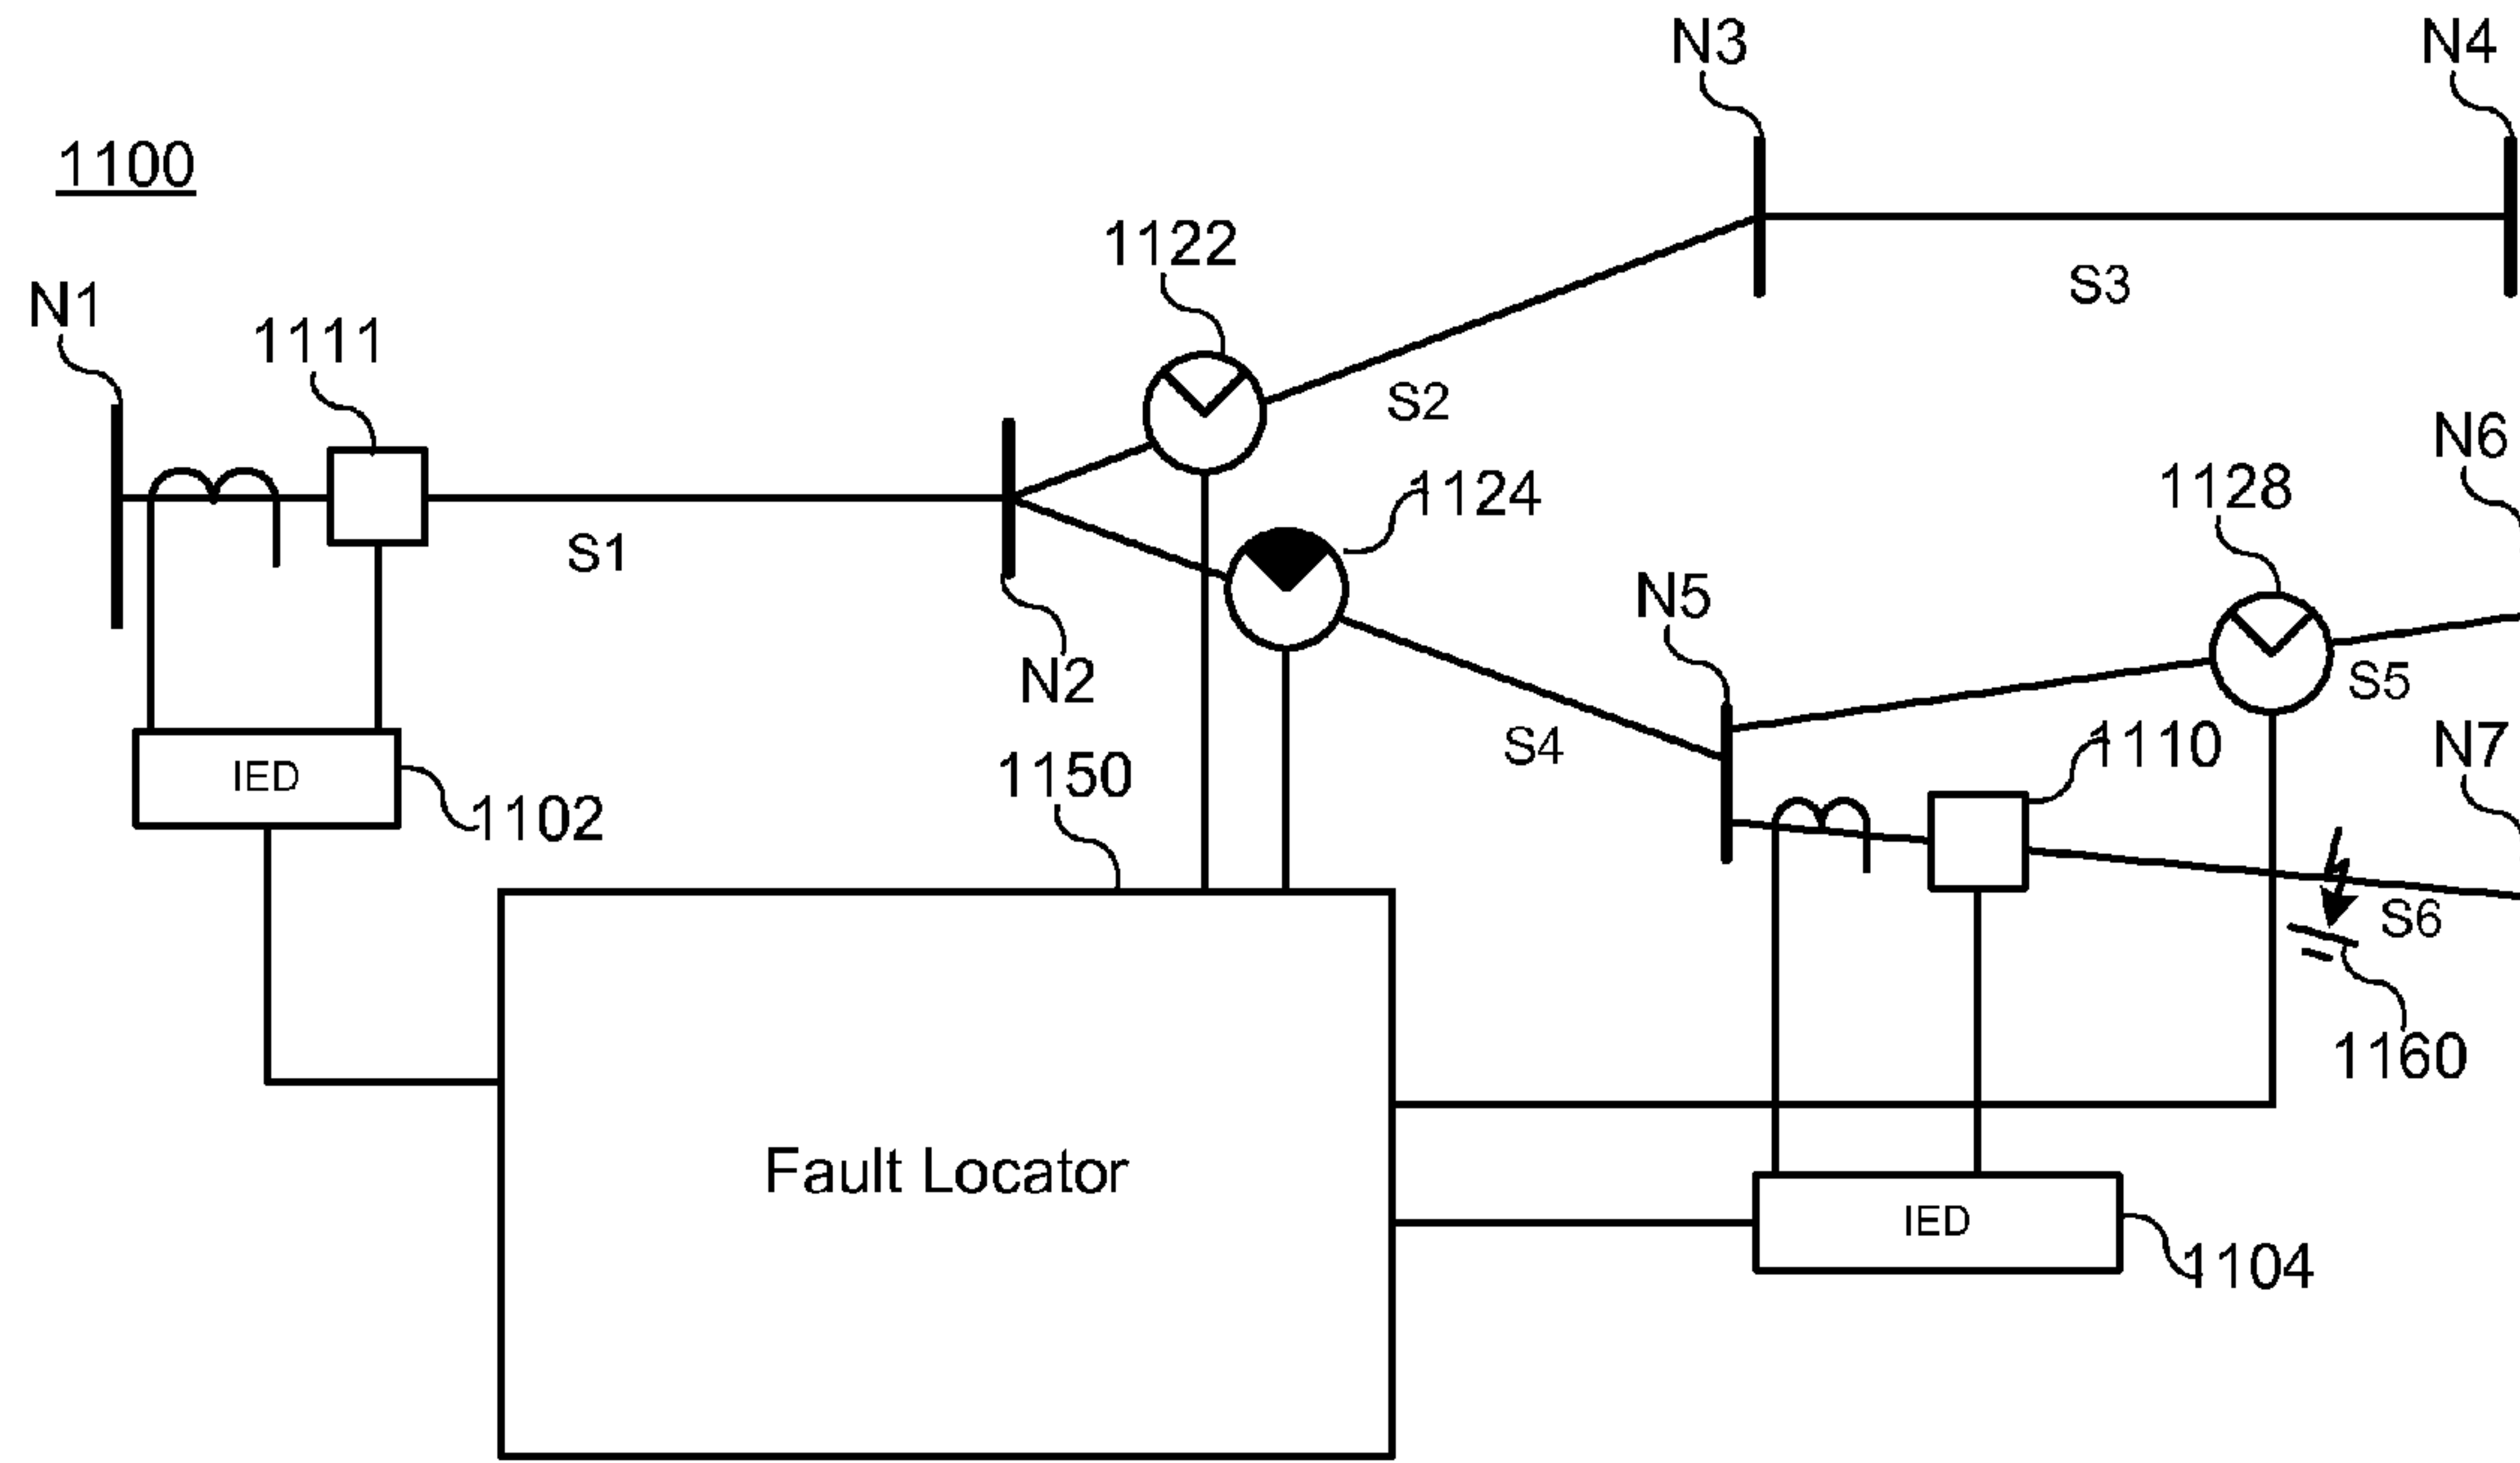 N3
N4
1100
1122
N1
1111
S3
S2
N6
1124
1128
S1
N5
N2
S5
S4
1110
N7
1150
IED
1102
S6
1160
Fault Locator
IED
1104